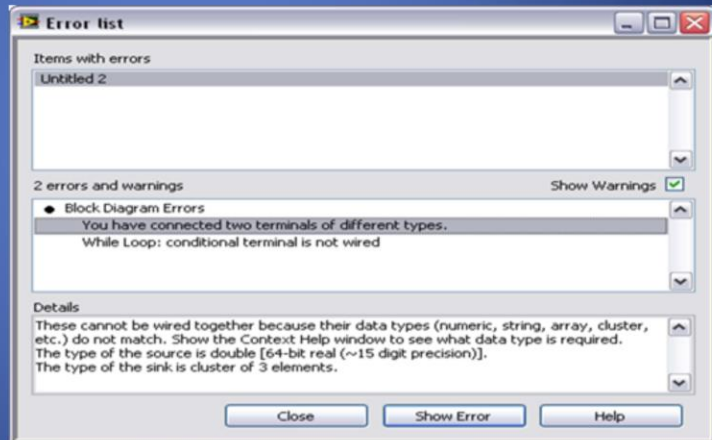 Error list
Items with errors
Untitled 2
2 errors and warnings
Show Warnings
Block Diagram Errors
You have connected two terminals of different types.
While Loop: conditional terminal is not wired
Details
These cannot be wired together because their data types (numeric, string, array, cluster,
etc.) do not match. Show the Context Help window to see what data type is required.
The type of the source is double [64-bit real (~15 digit precision)].
The type of the sink is cluster of 3 elements.
Close
Show Error
Help